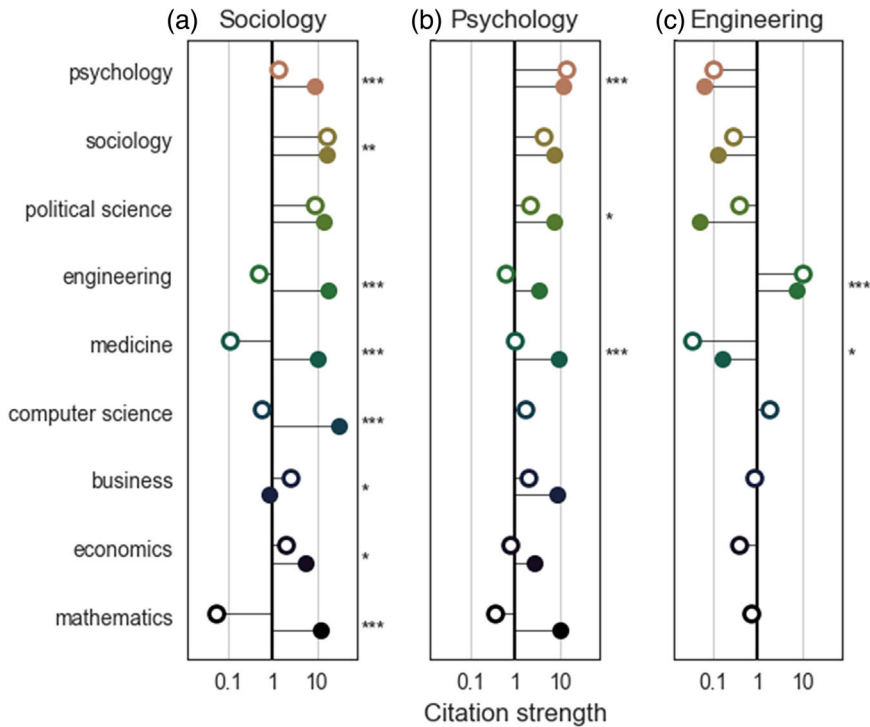 (a) Sociology (b) Psychology (c) Engineering
psychology *** ***
sociology **
political science *
engineering *** ***
medicine *** *** *
computer science ***
business *
economics *
mathematics ***
0.1 1 10 0.1 1 10 0.1 1 10
Citation strength